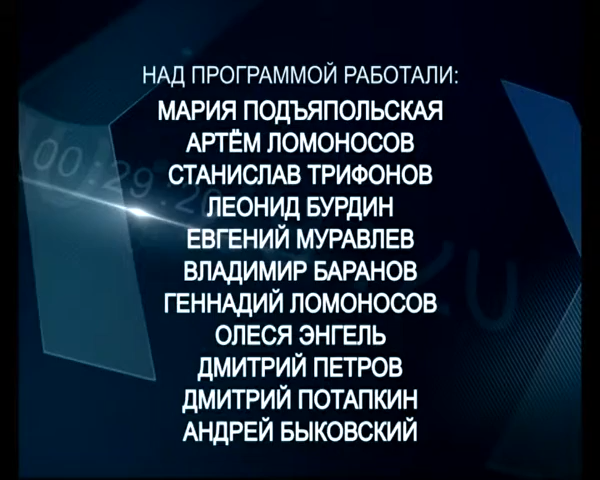 НАД ПРОГРАММОЙ РАБОТАЛИ:
МАРИЯ ПОДЪЯПОЛЬСКАЯ
АРТЁМ ЛОМОНОСОВ
СТАНИСЛАВ ТРИФОНОВ
ЛЕОНИД БУРДИН
ЕВГЕНИЙ МУРАВЛЕВ
ВЛАДИМИР БАРАНОВ
ГЕННАДИЙ ЛОМОНОСОВ
ОЛЕСЯ ЭНГЕЛЬ
ДМИТРИЙ ПЕТРОВ
ДМИТРИЙ ПОТАПКИН
АНДРЕЙ БЫКОВСКИЙ